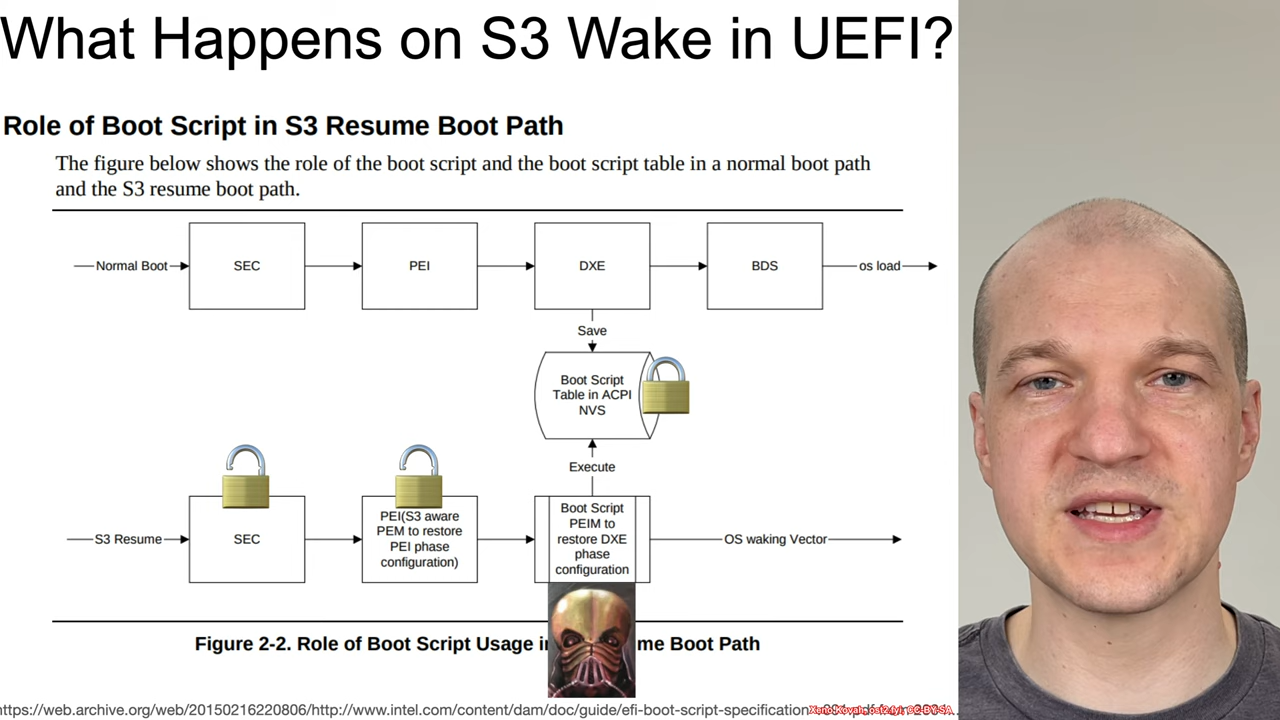 What Happens on S3 Wake in UEFI?
Role of Boot Script in S3 Resume Boot Path
The figure below shows the role of the boot script and the boot script table in a normal boot path
and the S3 resume boot path.
Normal Boot
SEC
PEI
DXE
BDS
os load
Save
Boot Script
Table in ACPI
NVS
Execute
S3 Resume
SEC
PEI(S3 aware
PEM to restore
PEI phase
configuration)
Boot Script
PEIM to
restore DXE
phase
configuration
OS waking Vector
Figure 2-2. Role of Boot Script Usage in me Boot Path
https://web.archive.org/web/20150216220806/http://www.intel.com/content/dam/doc/guide/efi-boot-script-specification